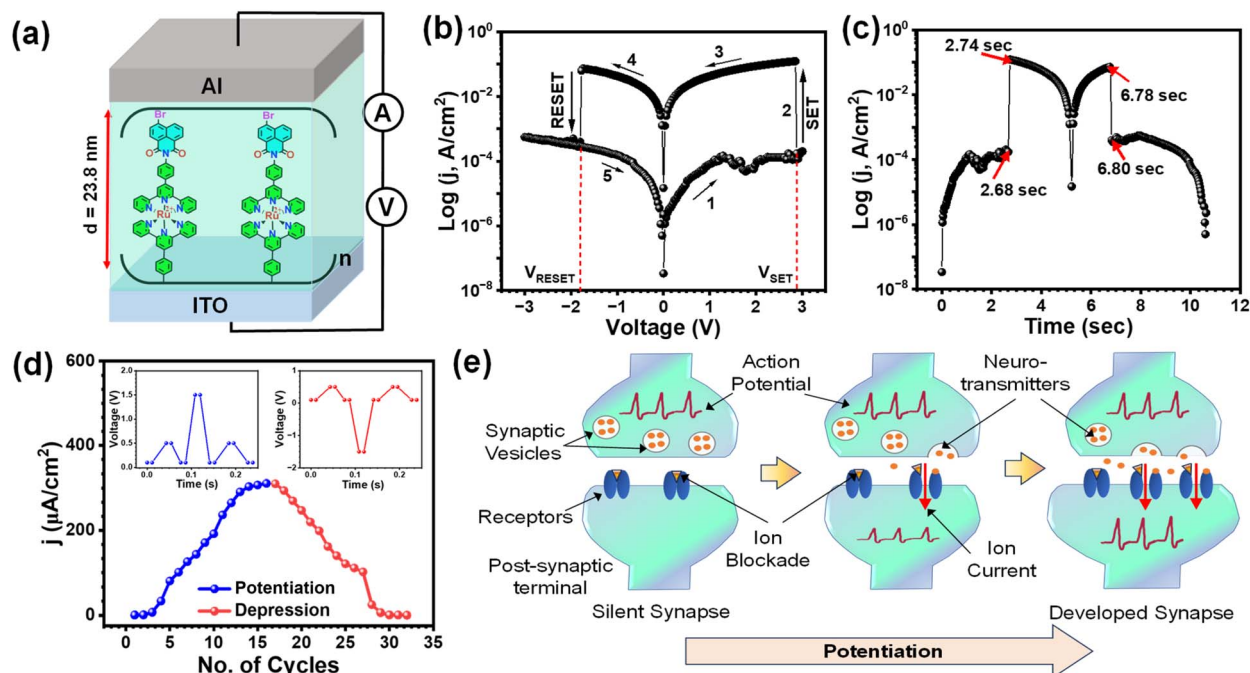 (a)
Al
Br
Br
O
N
O
O
N
O
N
N
N
N
N
N
Ru
2+
N
N
N
N
N
N
Ru
2+
n
ITO
d = 23.8 nm
A
V
(b)
Log (j, A/cm²)
10⁰
10⁻²
10⁻⁴
10⁻⁶
10⁻⁸
4
3
RESET
2
SET
5
1
V_RESET
V_SET
−3 −2 −1 0 1 2 3
Voltage (V)
(c)
Log (j, A/cm²)
10⁰
10⁻²
10⁻⁴
10⁻⁶
10⁻⁸
2.74 sec
6.78 sec
2.68 sec
6.80 sec
0 2 4 6 8 10 12
Time (sec)
(d)
j (µA/cm²)
600
400
200
0
Voltage (V)
2.0
1.5
1.0
0.5
0.0
0.0 0.1 0.2
Time (s)
Voltage (V)
2
1
0
−1
−2
0.0 0.1 0.2
Time (s)
Potentiation
Depression
0 5 10 15 20 25 30 35
No. of Cycles
(e)
Action
Potential
Neuro-
transmitters
Synaptic
Vesicles
Receptors
Ion
Blockade
Ion
Current
Post-synaptic
terminal
Silent Synapse
Developed Synapse
Potentiation